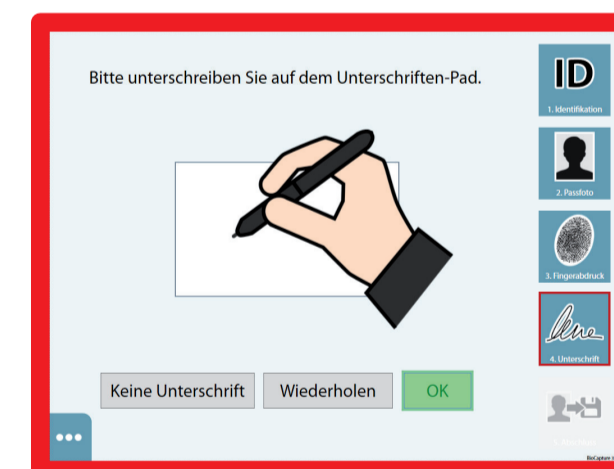 Bitte unterschreiben Sie auf dem Unterschriften-Pad.
ID
1. Identifikation
2. Passfoto
3. Fingerabdruck
4. Unterschrift
Keine Unterschrift
Wiederholen
OK
BioCapture